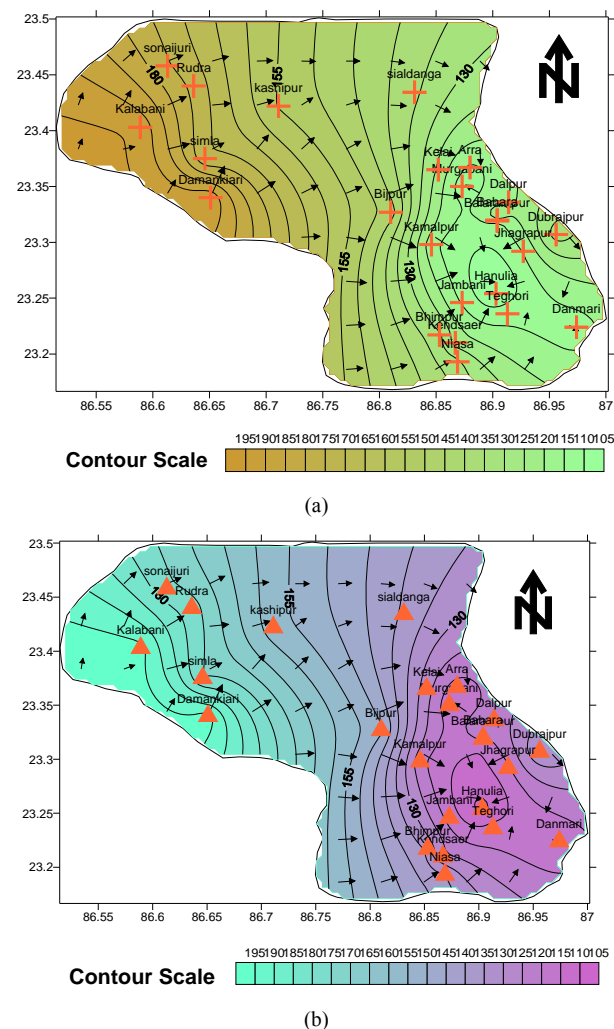 23.5
sonaijuri
130
180
155
Rudra
23.45
sialdanga
kashipur
N
Kalabani
23.4
simla
Kelai Arra
23.35
Damankiari
Dalpur
Bijpur
Babara
Dubrajpur
23.3
Kamalpur
Jhagrapur
155
130
Hanulia
23.25
Jambani
Teghori
Danmari
Bhimpur
Kendsaer
23.2
Niasa
86.55 86.6 86.65 86.7 86.75 86.8 86.85 86.9 86.95 87
Contour Scale 195190185180175170165160155150145140135130125120115110105
(a)
23.5
sonaijuri
180
155
130
Rudra
23.45
sialdanga
kashipur
N
Kalabani
23.4
simla
Kelai Arra
23.35
Damankiari
Dalpur
Bijpur
Babara
Dubrajpur
23.3
Kamalpur
Jhagrapur
155
130
Hanulia
23.25
Jambani
Teghori
Danmari
Bhimpur
Kendsaer
23.2
Niasa
86.55 86.6 86.65 86.7 86.75 86.8 86.85 86.9 86.95 87
Contour Scale 195190185180175170165160155150145140135130125120115110105
(b)